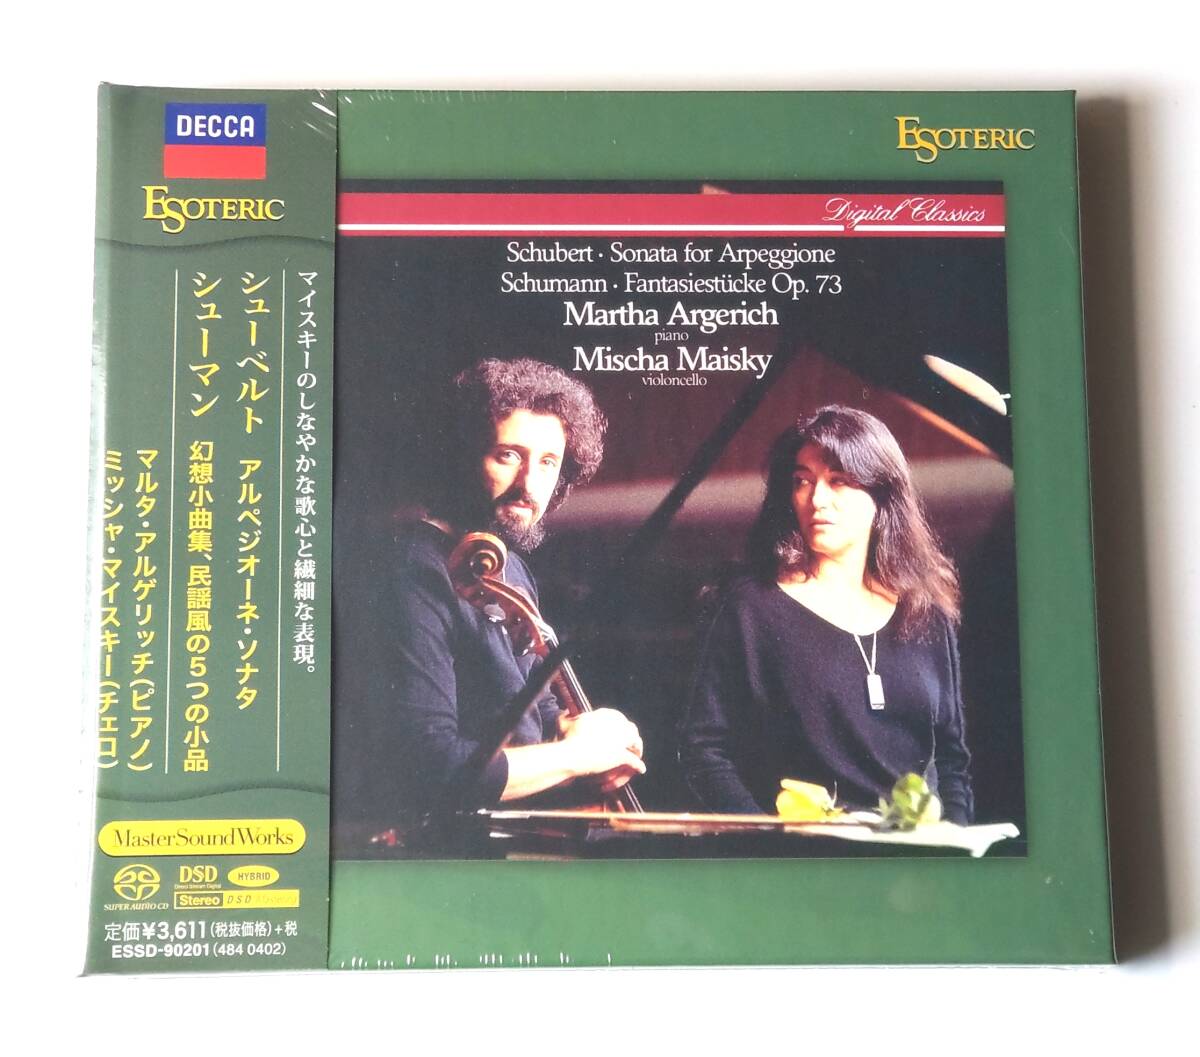 DECCA
ESOTERIC
マイスキーのしなやかな歌心と繊細な表現。
シューベルト アルペジオーネ・ソナタ
シューマン 幻想小曲集、民謡風の5つの小品
マルタ・アルゲリッチ(ピアノ)
ミッシャ・マイスキー(チェロ)
MasterSoundWorks
SUPER AUDIO CD
DSD
Direct Stream Digital
HYBRID
Stereo
DSD Mastering
定価¥3,611(税抜価格)+税
ESSD-90201(484 0402)
ESOTERIC
Digital Classics
Schubert · Sonata for Arpeggione
Schumann · Fantasiestücke Op. 73
Martha Argerich
piano
Mischa Maisky
violoncello